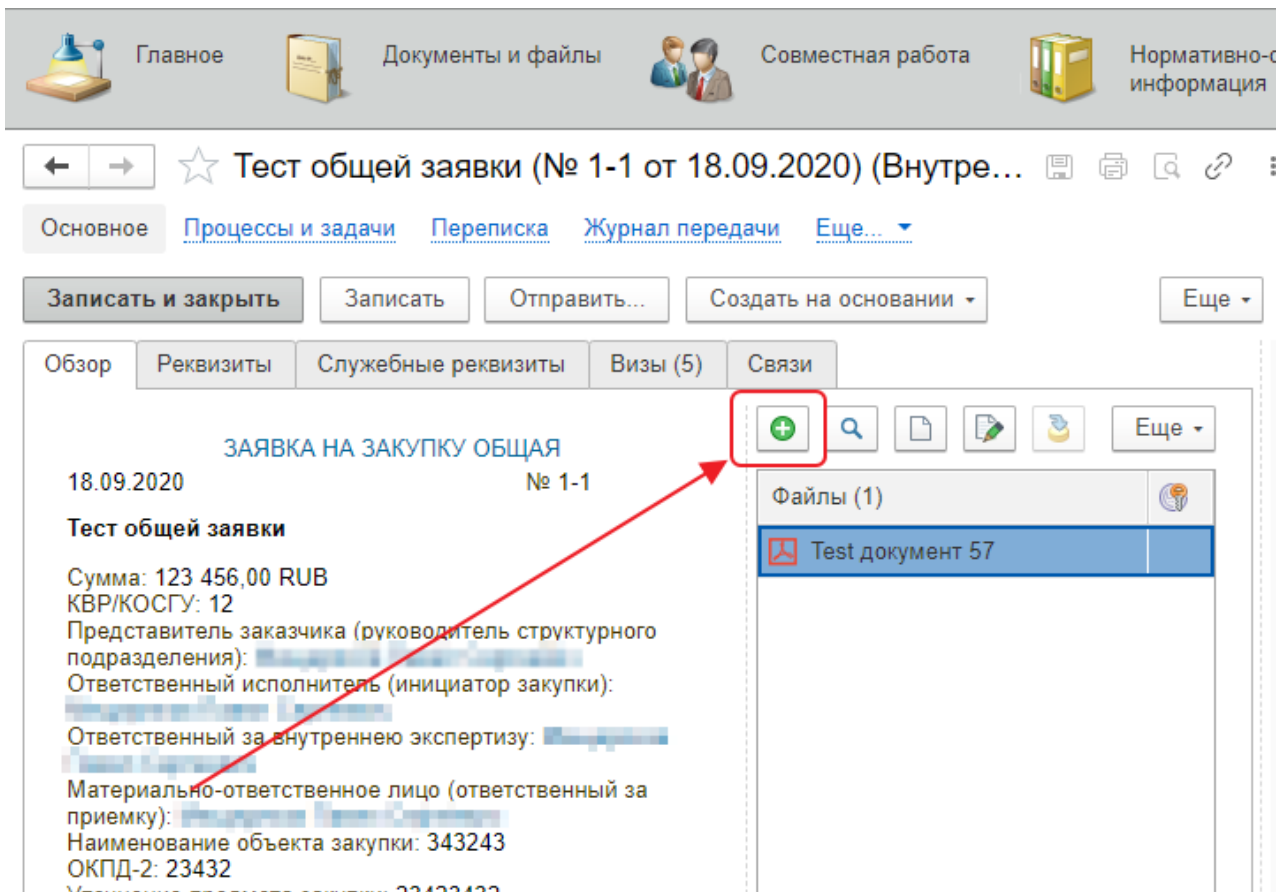 Главное
Документы и файлы
Совместная работа
Нормативно-с
информация
Тест общей заявки (№ 1-1 от 18.09.2020) (Внутре...
Основное Процессы и задачи Переписка Журнал передачи Еще...
Записать и закрыть Записать Отправить... Создать на основании Еще
Обзор Реквизиты Служебные реквизиты Визы (5) Связи
ЗАЯВКА НА ЗАКУПКУ ОБЩАЯ
18.09.2020 № 1-1
Тест общей заявки
Сумма: 123 456,00 RUB
КВР/КОСГУ: 12
Представитель заказчика (руководитель структурного
подразделения):
Ответственный исполнитель (инициатор закупки):
Ответственный за внутреннею экспертизу:
Материально-ответственное лицо (ответственный за
приемку):
Наименование объекта закупки: 343243
ОКПД-2: 23432
Еще
Файлы (1)
Test документ 57